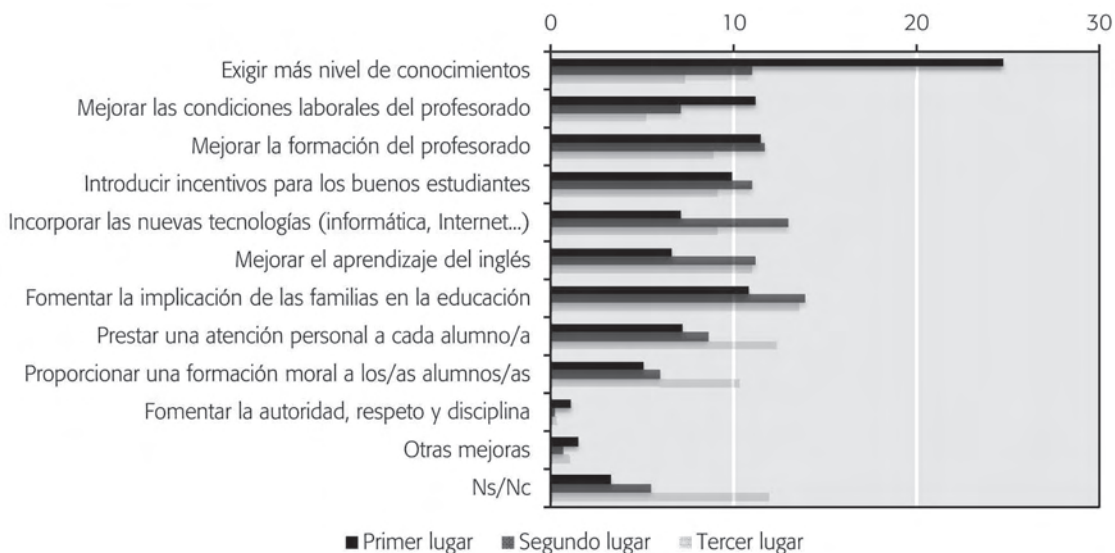 0 10 20 30
Exigir más nivel de conocimientos
Mejorar las condiciones laborales del profesorado
Mejorar la formación del profesorado
Introducir incentivos para los buenos estudiantes
Incorporar las nuevas tecnologías (informática, Internet...)
Mejorar el aprendizaje del inglés
Fomentar la implicación de las familias en la educación
Prestar una atención personal a cada alumno/a
Proporcionar una formación moral a los/as alumnos/as
Fomentar la autoridad, respeto y disciplina
Otras mejoras
Ns/Nc
Primer lugar Segundo lugar Tercer lugar